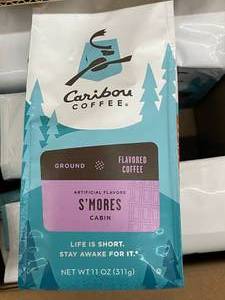 Caribou
COFFEE®
GROUND
FLAVORED
COFFEE
ARTIFICIAL FLAVORS
S'MORES
CABIN
LIFE IS SHORT.
STAY AWAKE FOR IT.®
NET WT 11 OZ (311g)